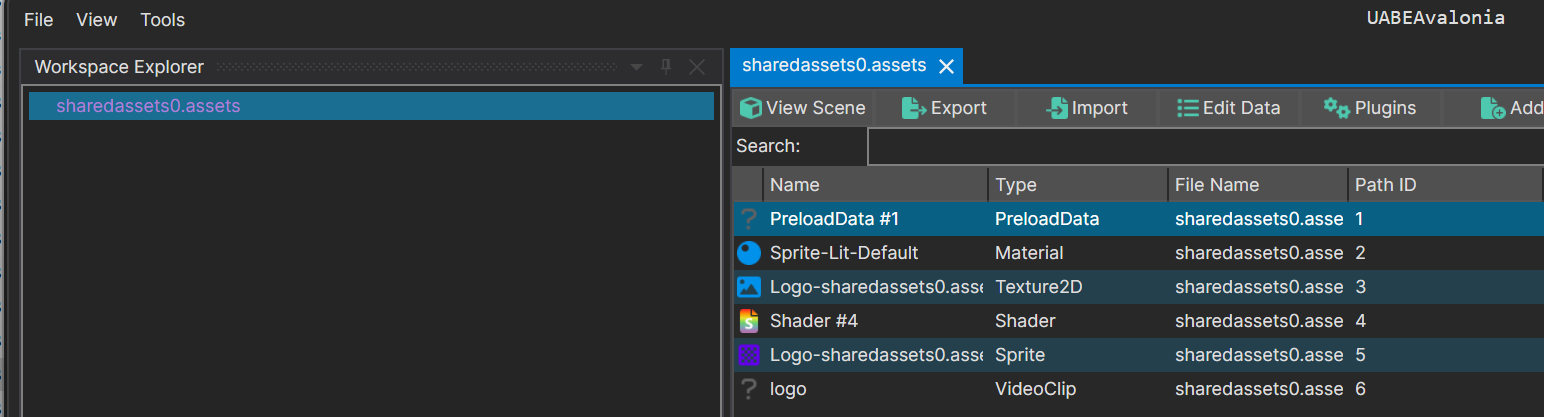 File View Tools
UABEAvalonia
Workspace Explorer
sharedassets0.assets
sharedassets0.assets
View Scene Export Import Edit Data Plugins Add
Search:
Name Type File Name Path ID
? PreloadData #1 PreloadData sharedassets0.asse 1
Sprite-Lit-Default Material sharedassets0.asse 2
Logo-sharedassets0.asse Texture2D sharedassets0.asse 3
S Shader #4 Shader sharedassets0.asse 4
Logo-sharedassets0.asse Sprite sharedassets0.asse 5
? logo VideoClip sharedassets0.asse 6